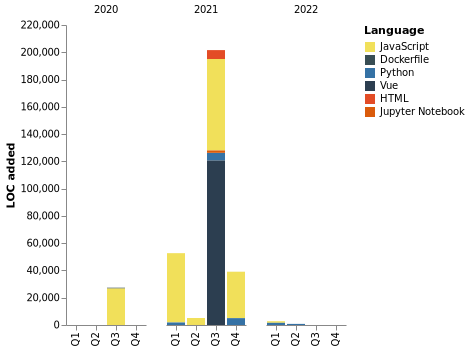 2020 2021 2022
Language
JavaScript
Dockerfile
Python
Vue
HTML
Jupyter Notebook
LOC added
220,000
200,000
180,000
160,000
140,000
120,000
100,000
80,000
60,000
40,000
20,000
0
Q1 Q2 Q3 Q4 Q1 Q2 Q3 Q4 Q1 Q2 Q3 Q4